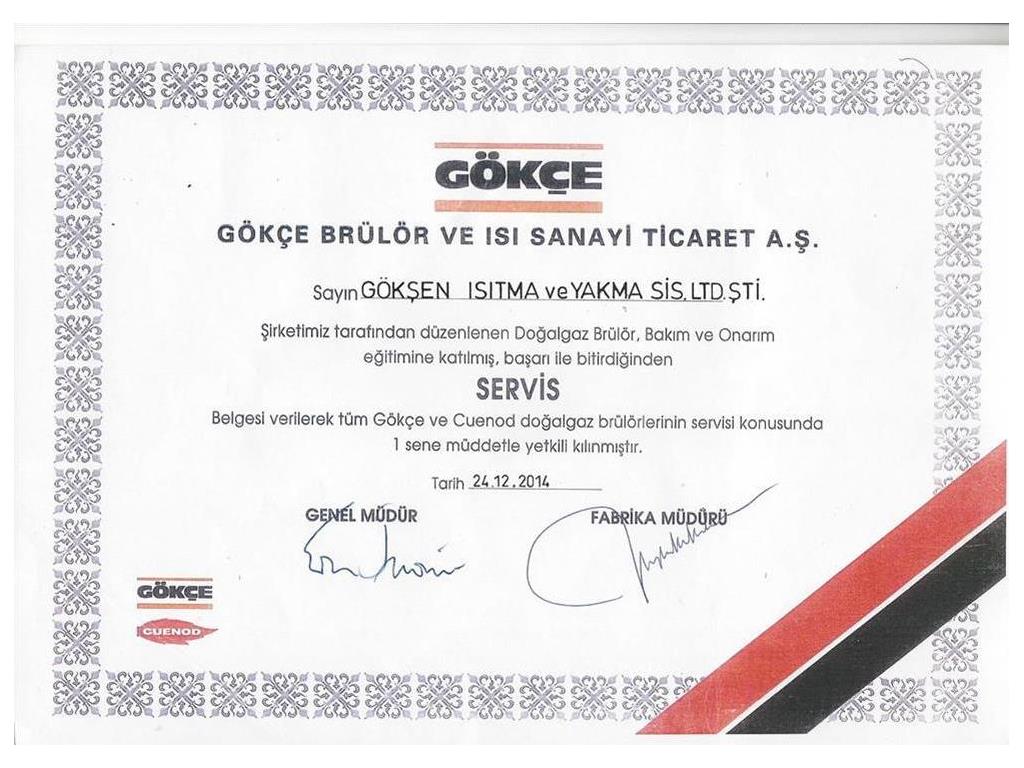 GÖKÇE
GÖKÇE BRÜLÖR VE ISI SANAYİ TİCARET A.Ş.
Sayın GÖKŞEN ISITMA ve YAKMA SİS. LTD. ŞTİ.
Şirketimiz tarafından düzenlenen Doğalgaz Brülör, Bakım ve Onarım
eğitimine katılmış, başarı ile bitirdiğinden
SERVİS
Belgesi verilerek tüm Gökçe ve Cuenod doğalgaz brülörlerinin servisi konusunda
1 sene müddetle yetkili kılınmıştır.
Tarih 24.12.2014
GENEL MÜDÜR FABRİKA MÜDÜRÜ
GÖKÇE
CUENOD